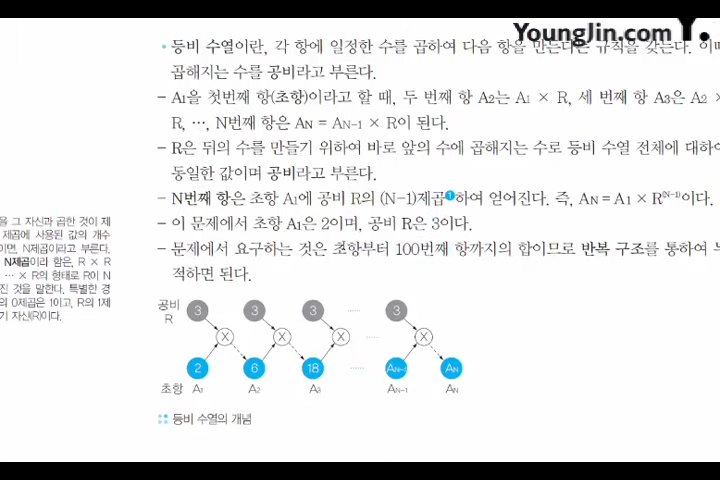 YoungJin.com Y.
• 등비 수열이란, 각 항에 일정한 수를 곱하여 다음 항을 만든다는 규칙을 갖는다. 이때
곱해지는 수를 공비라고 부른다.
– A1을 첫번째 항(초항)이라고 할 때, 두 번째 항 A2는 A1 × R, 세 번째 항 A3은 A2 ×
R, …, N번째 항은 AN = AN-1 × R이 된다.
– R은 뒤의 수를 만들기 위하여 바로 앞의 수에 곱해지는 수로 등비 수열 전체에 대하여
동일한 값이며 공비라고 부른다.
– N번째 항은 초항 A1에 공비 R의 (N-1)제곱❶하여 얻어진다. 즉, AN = A1 × R(N-1)이다.
– 이 문제에서 초항 A1은 2이며, 공비 R은 3이다.
– 문제에서 요구하는 것은 초항부터 100번째 항까지의 합이므로 반복 구조를 통하여 누
적하면 된다.
을 그 자신과 곱한 것이 제
제곱에 사용된 값의 개수
이면, N제곱이라고 부른다.
N제곱이라 함은, R × R
… × R의 형태로 R이 N
진 것을 말한다. 특별한 경
의 0제곱은 1이고, R의 1제
기 자신(R)이다.
공비
R
3 3 3 …… 3
X X X …… X
2 6 18 …… AN-1 AN
초항 A1 A2 A3 AN-1 AN
등비 수열의 개념